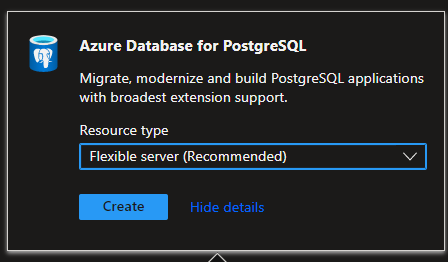 Azure Database for PostgreSQL
Migrate, modernize and build PostgreSQL applications
with broadest extension support.
Resource type
Flexible server (Recommended)
Create
Hide details